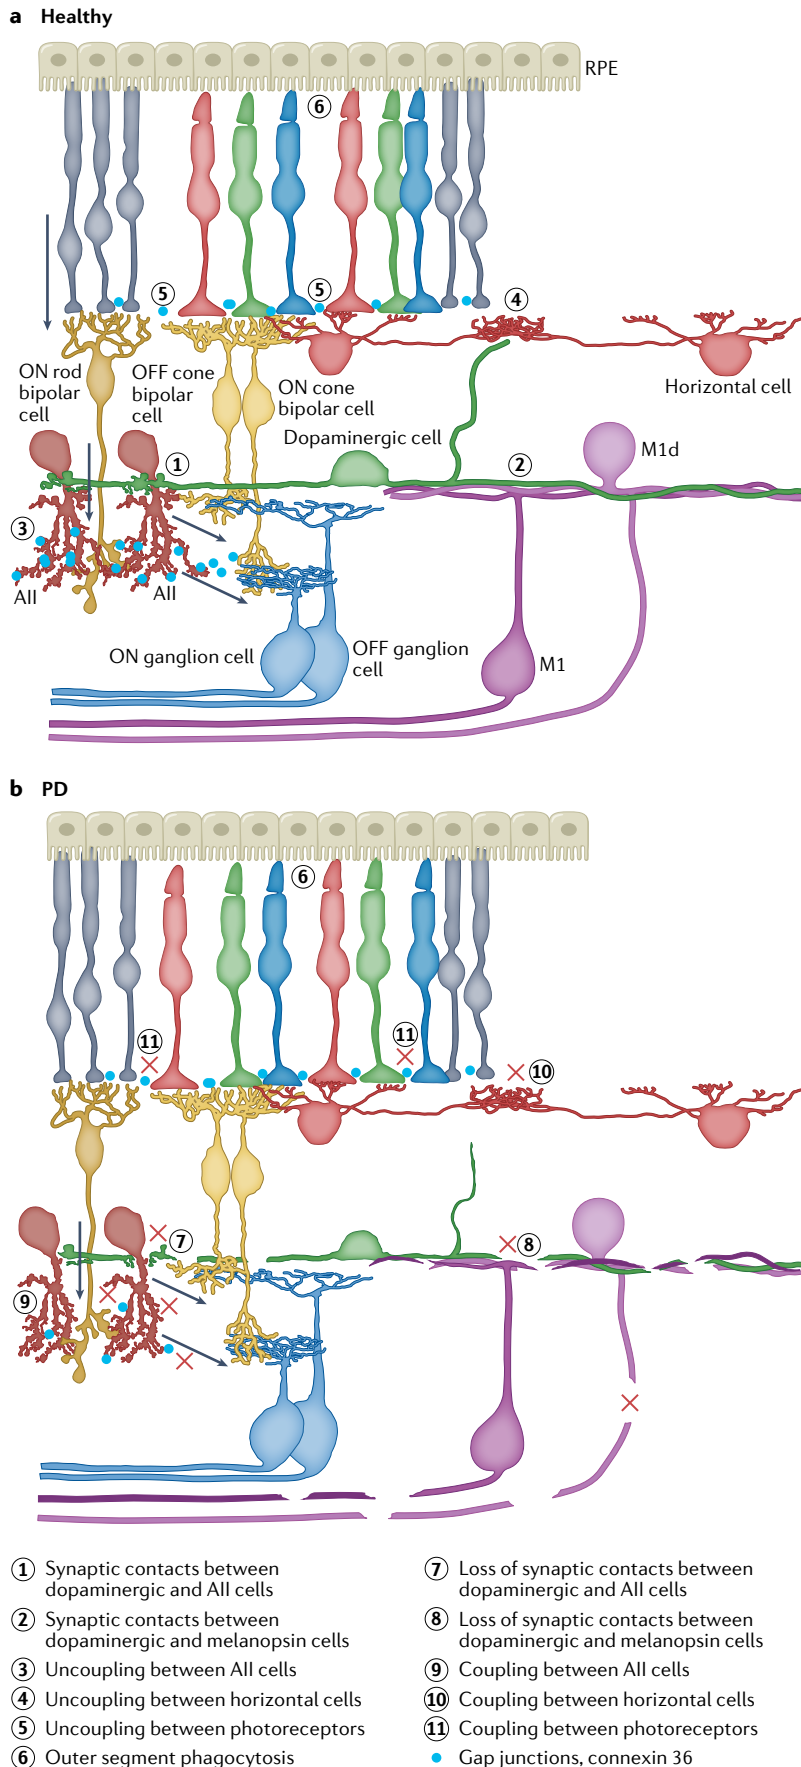 a Healthy
RPE
6
5
5
4
ON rod
bipolar
cell
OFF cone
bipolar
cell
ON cone
bipolar cell
Horizontal cell
Dopaminergic cell
M1d
1
2
3
AII
AII
ON ganglion cell
OFF ganglion
cell
M1
b PD
6
11
11
10
7
8
9
1 Synaptic contacts between
dopaminergic and AII cells
2 Synaptic contacts between
dopaminergic and melanopsin cells
3 Uncoupling between AII cells
4 Uncoupling between horizontal cells
5 Uncoupling between photoreceptors
6 Outer segment phagocytosis
7 Loss of synaptic contacts between
dopaminergic and AII cells
8 Loss of synaptic contacts between
dopaminergic and melanopsin cells
9 Coupling between AII cells
10 Coupling between horizontal cells
11 Coupling between photoreceptors
Gap junctions, connexin 36